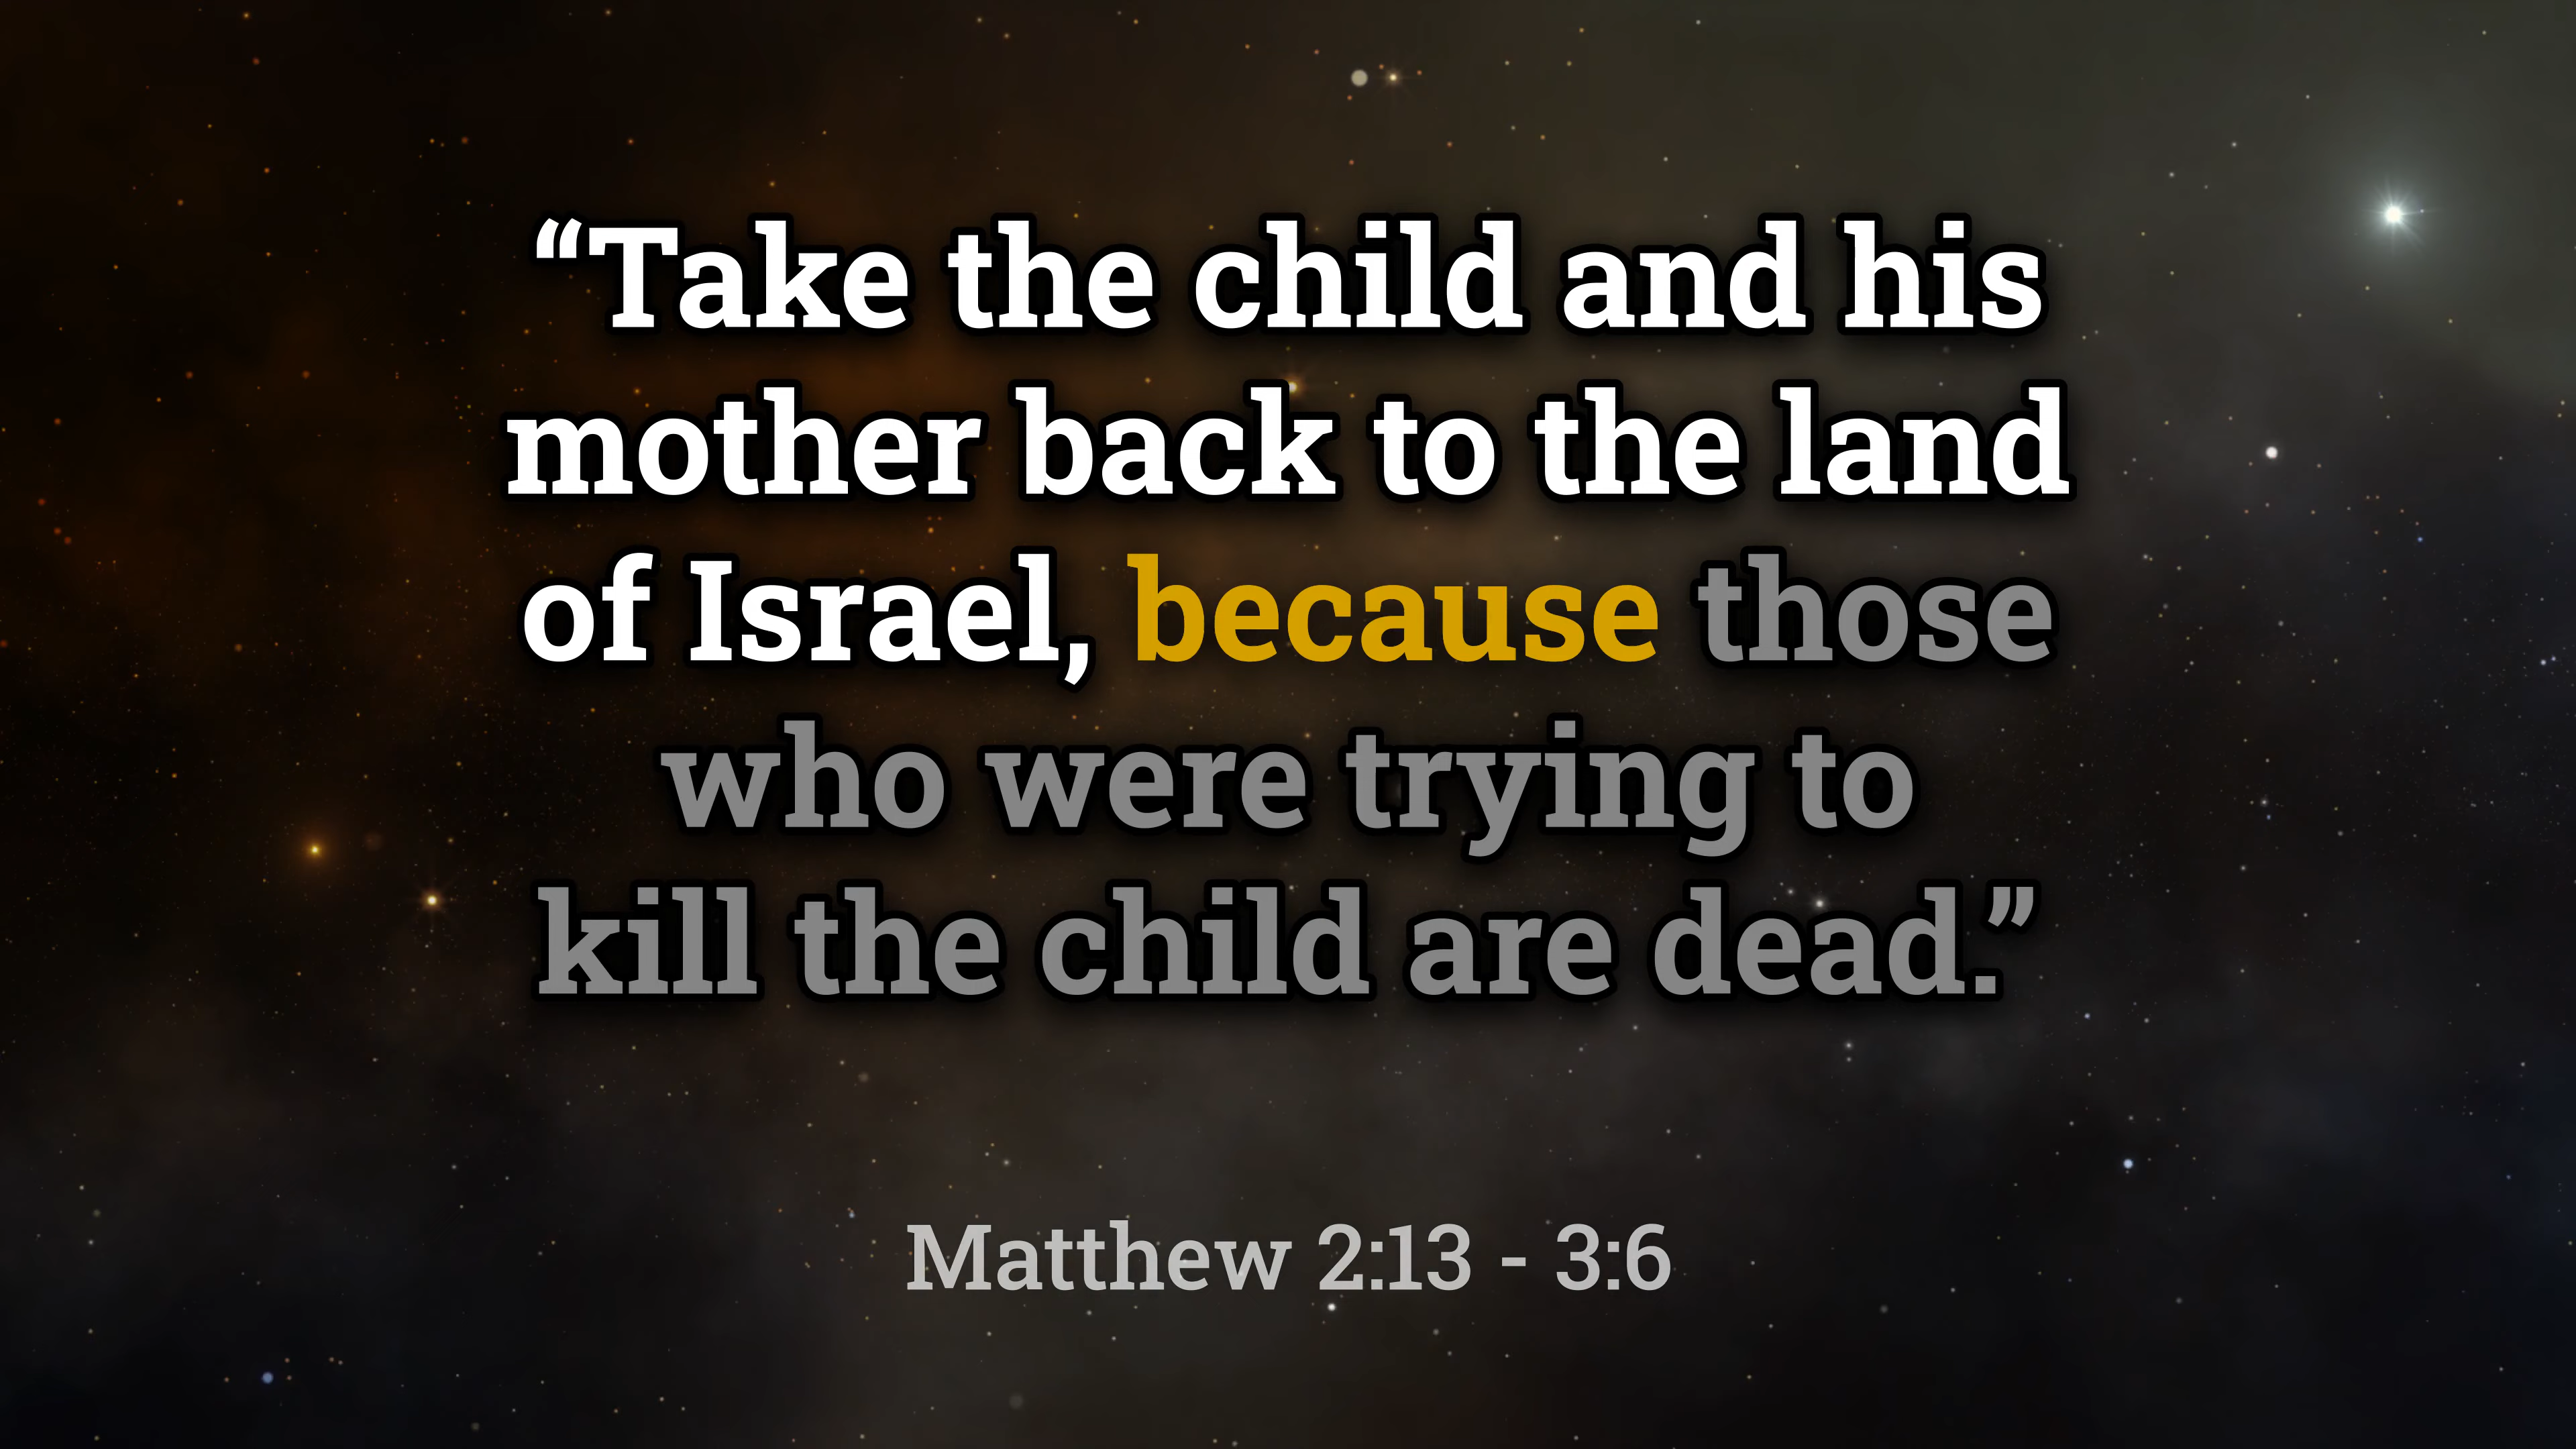 “Take the child and his
mother back to the land
of Israel, because those
who were trying to
kill the child are dead.”
Matthew 2:13 - 3:6